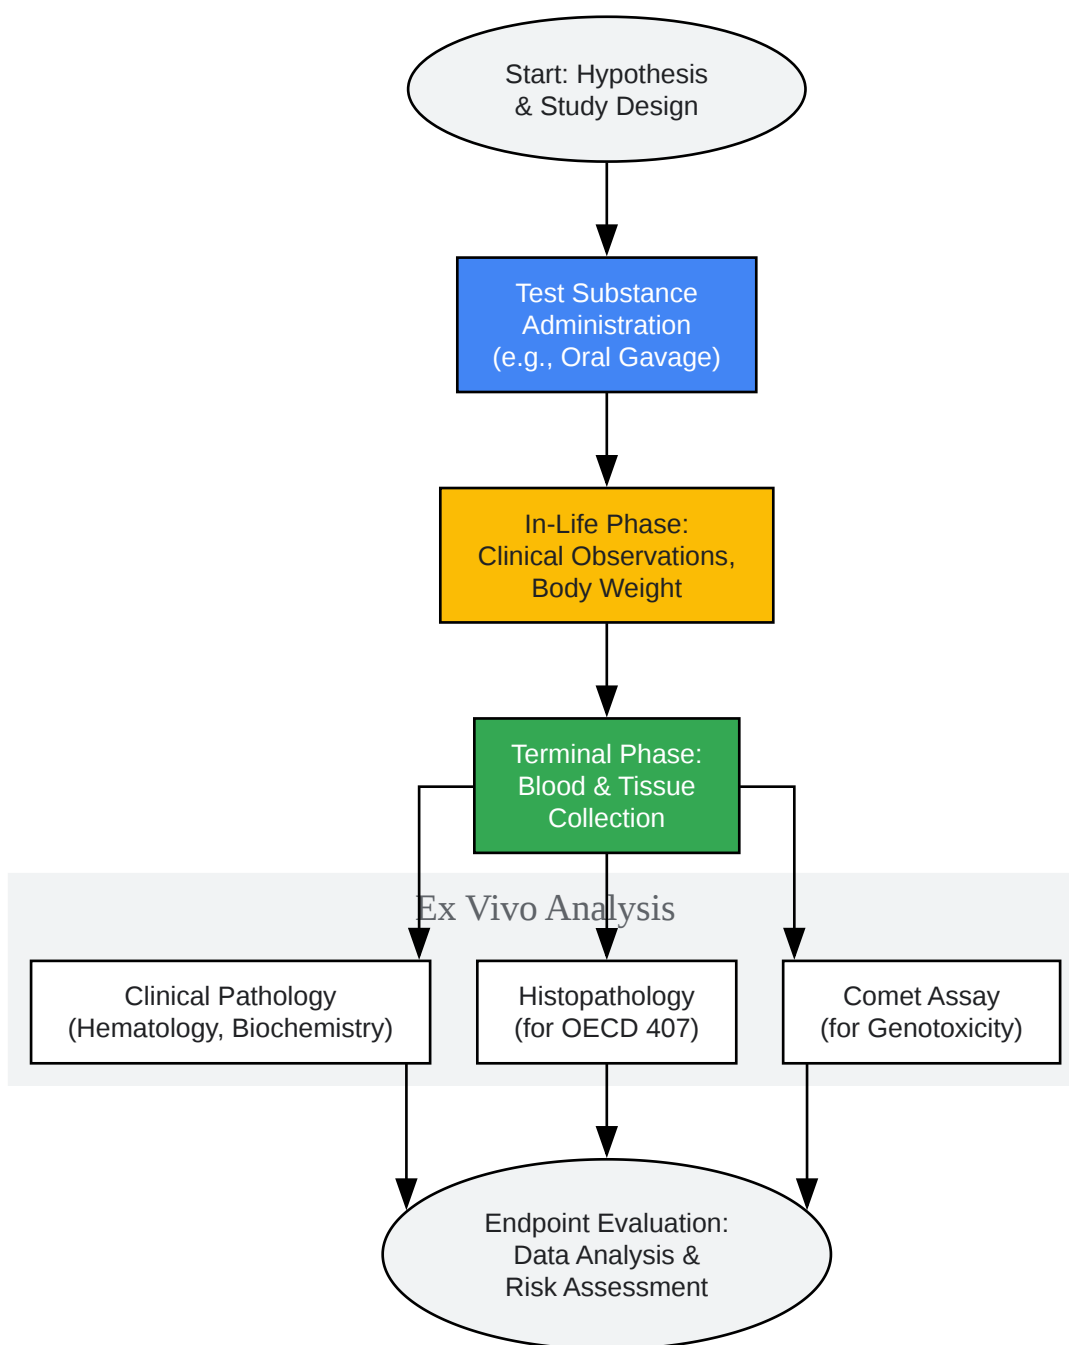 Start: Hypothesis
& Study Design
Test Substance
Administration
(e.g., Oral Gavage)
In-Life Phase:
Clinical Observations,
Body Weight
Terminal Phase:
Blood & Tissue
Collection
Ex Vivo Analysis
Clinical Pathology
(Hematology, Biochemistry)
Histopathology
(for OECD 407)
Comet Assay
(for Genotoxicity)
Endpoint Evaluation:
Data Analysis &
Risk Assessment